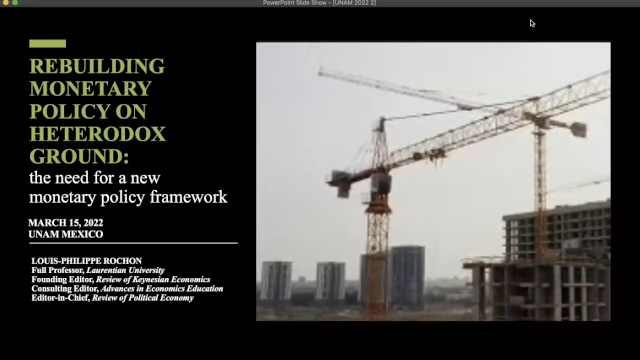 PowerPoint Slide Show - [UNAM 2022 2]
REBUILDING
MONETARY
POLICY ON
HETERODOX
GROUND:
the need for a new
monetary policy framework
MARCH 15, 2022
UNAM MEXICO
LOUIS-PHILIPPE ROCHON
Full Professor, Laurentian University
Founding Editor, Review of Keynesian Economics
Consulting Editor, Advances in Economics Education
Editor-in-Chief, Review of Political Economy